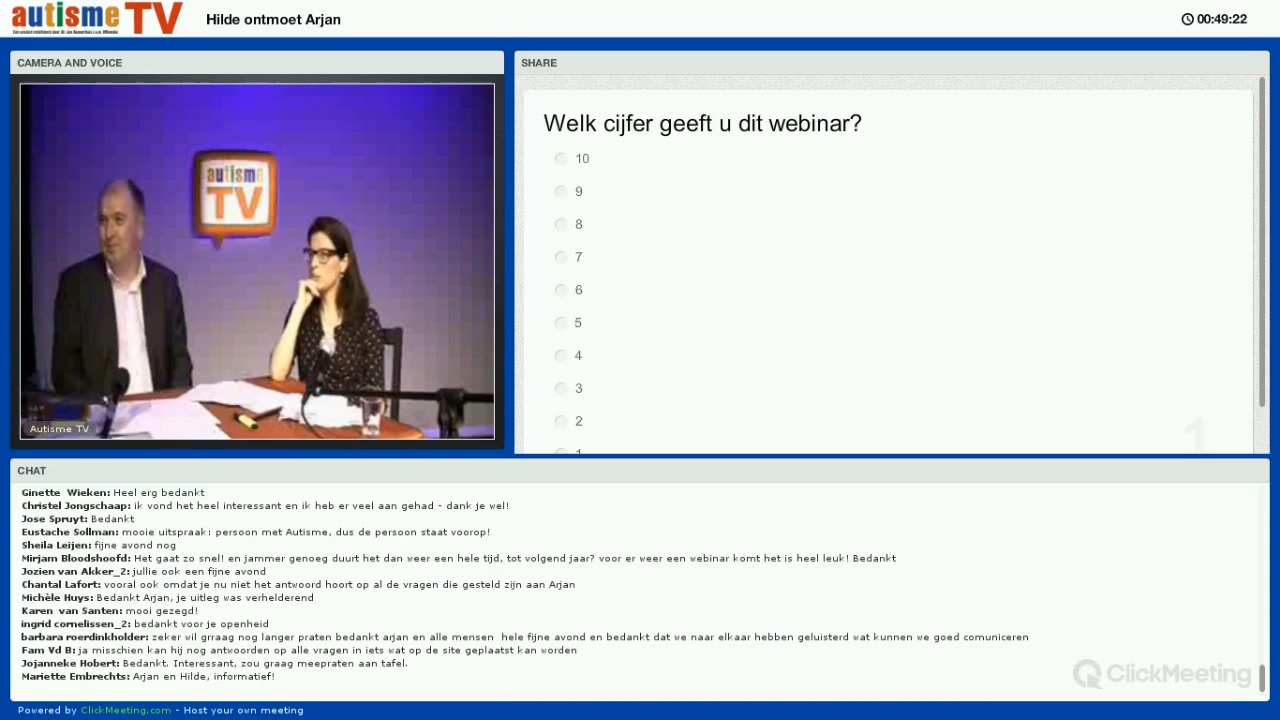 autisme TV
Hilde ontmoet Arjan
00:49:22
CAMERA AND VOICE
autisme
TV
Autisme TV
SHARE
Welk cijfer geeft u dit webinar?
10
9
8
7
6
5
4
3
2
1
1
CHAT
Ginette Wieken: Heel erg bedankt
Christel Jongschaap: ik vond het heel interessant en ik heb er veel aan gehad - dank je wel!
Jose Spruyt: Bedankt
Eustache Sollman: mooie uitspraak: persoon met Autisme, dus de persoon staat voorop!
Sheila Leijen: fijne avond nog
Mirjam Bloodshoofd: Het gaat zo snel! en jammer genoeg duurt het dan weer een hele tijd, tot volgend jaar? voor er weer een webinar komt het is heel leuk! Bedankt
Jozien van Akker_2: jullie ook een fijne avond
Chantal Lafort: vooral ook omdat je nu niet het antwoord hoort op al de vragen die gesteld zijn aan Arjan
Michèle Huys: Bedankt Arjan, je uitleg was verhelderend
Karen van Santen: mooi gezegd!
ingrid cornelissen_2: bedankt voor je openheid
barbara roerdinkholder: zeker wil grraag nog langer praten bedankt arjan en alle mensen hele fijne avond en bedankt dat we naar elkaar hebben geluisterd wat kunnen we goed comuniceren
Fam Vd B: ja misschien kan hij nog antwoorden op alle vragen in iets wat op de site geplaatst kan worden
Jojanneke Hobert: Bedankt. Interessant, zou graag meepraten aan tafel.
Mariette Embrechts: Arjan en Hilde, informatief!
ClickMeeting
Powered by ClickMeeting.com - Host your own meeting